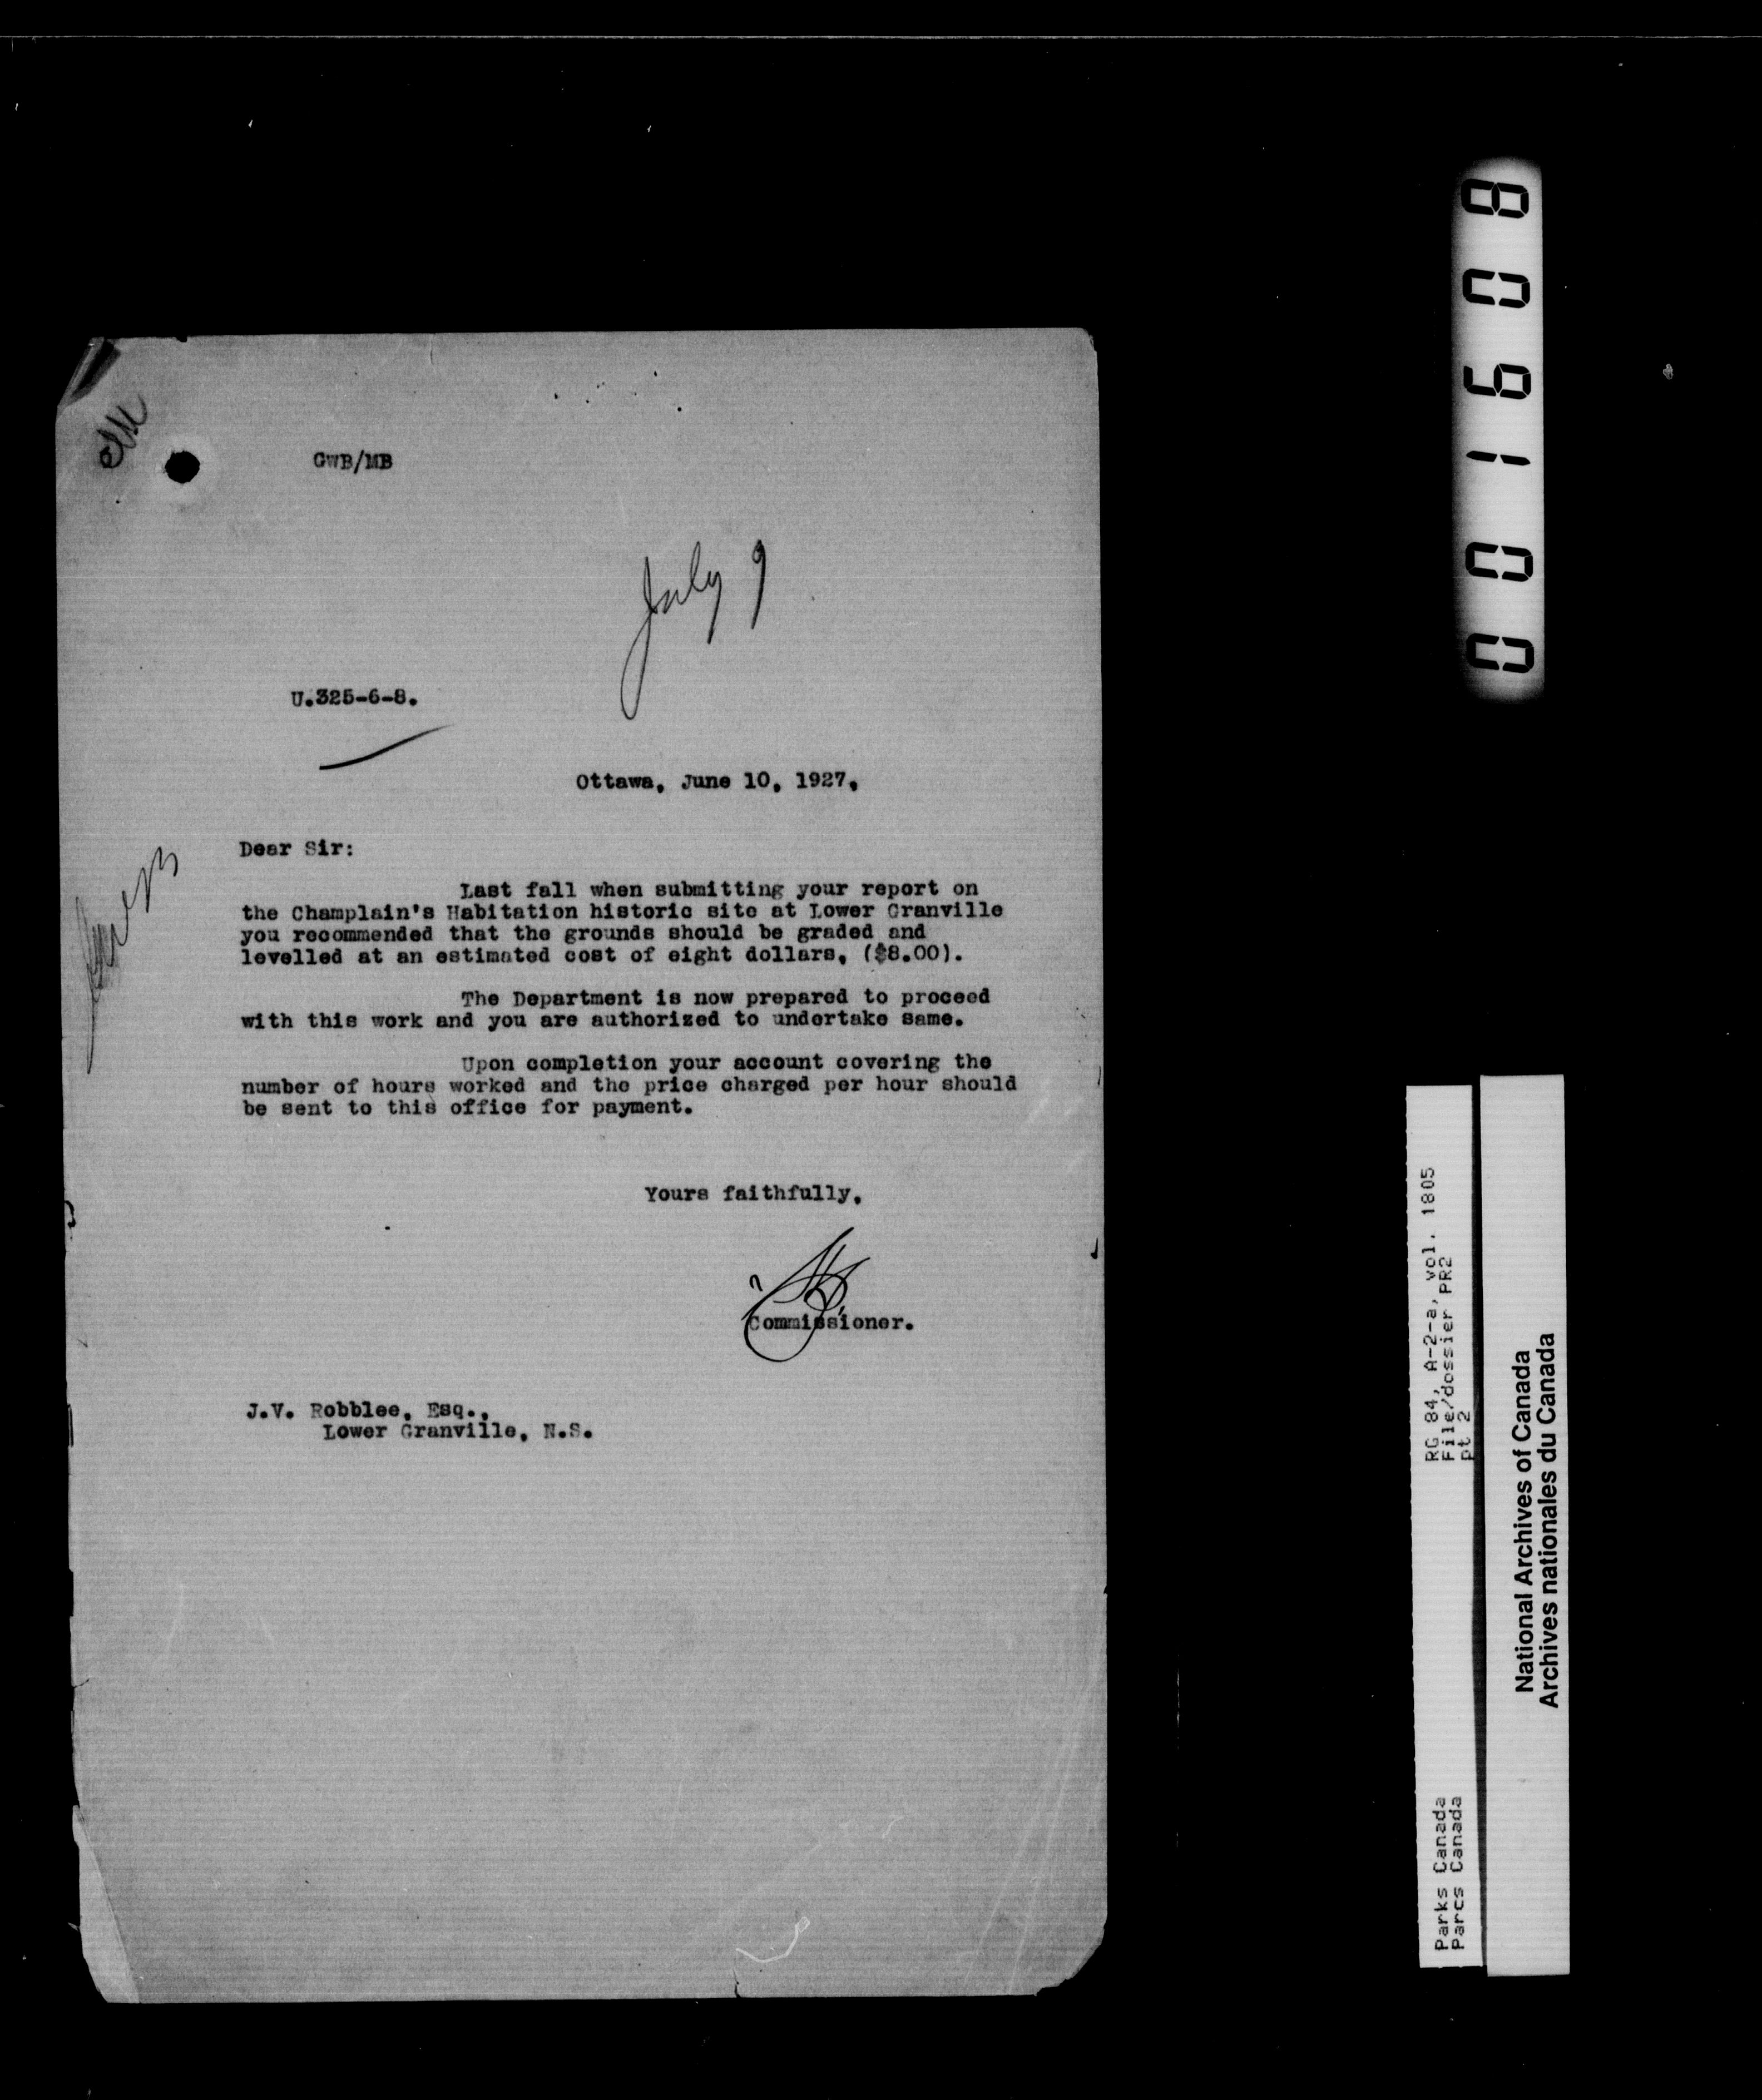 GWB/MB
July 9
U.325-6-8.
Ottawa, June 10, 1927.
Dear Sir:
Last fall when submitting your report on
the Champlain's Habitation historic site at Lower Granville
you recommended that the grounds should be graded and
levelled at an estimated cost of eight dollars, ($8.00).
The Department is now prepared to proceed
with this work and you are authorized to undertake same.
Upon completion your account covering the
number of hours worked and the price charged per hour should
be sent to this office for payment.
Yours faithfully,
Commissioner.
J.V. Robblee, Esq.,
Lower Granville, N.S.
001608
RG 84, A-2-a, vol. 1805
File/dossier PR2
pt 2
Parks Canada
Parcs Canada
National Archives of Canada
Archives nationales du Canada